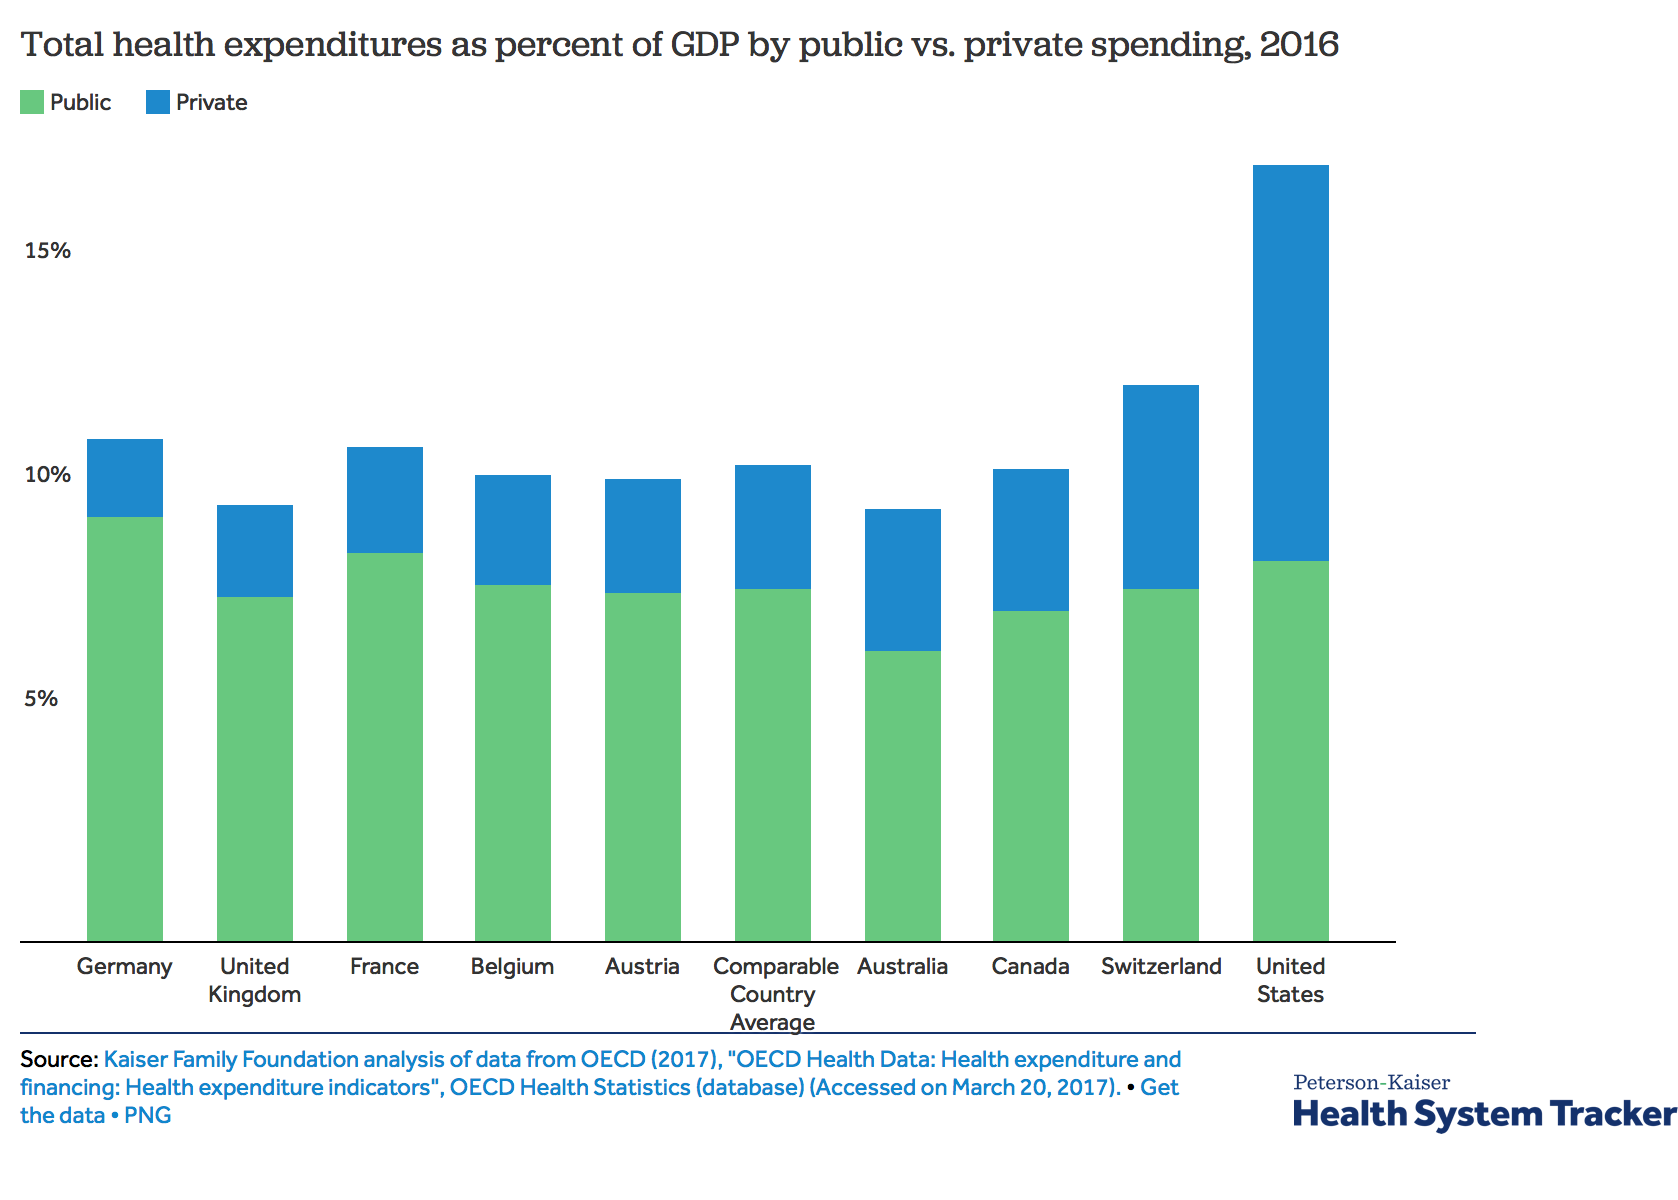 Total health expenditures as percent of GDP by public vs. private spending, 2016
Public Private
15%
10%
5%
Germany United Kingdom France Belgium Austria Comparable Country Average Australia Canada Switzerland United States
Source: Kaiser Family Foundation analysis of data from OECD (2017), "OECD Health Data: Health expenditure and
financing: Health expenditure indicators", OECD Health Statistics (database) (Accessed on March 20, 2017). • Get
the data • PNG
Peterson-Kaiser
Health System Tracker